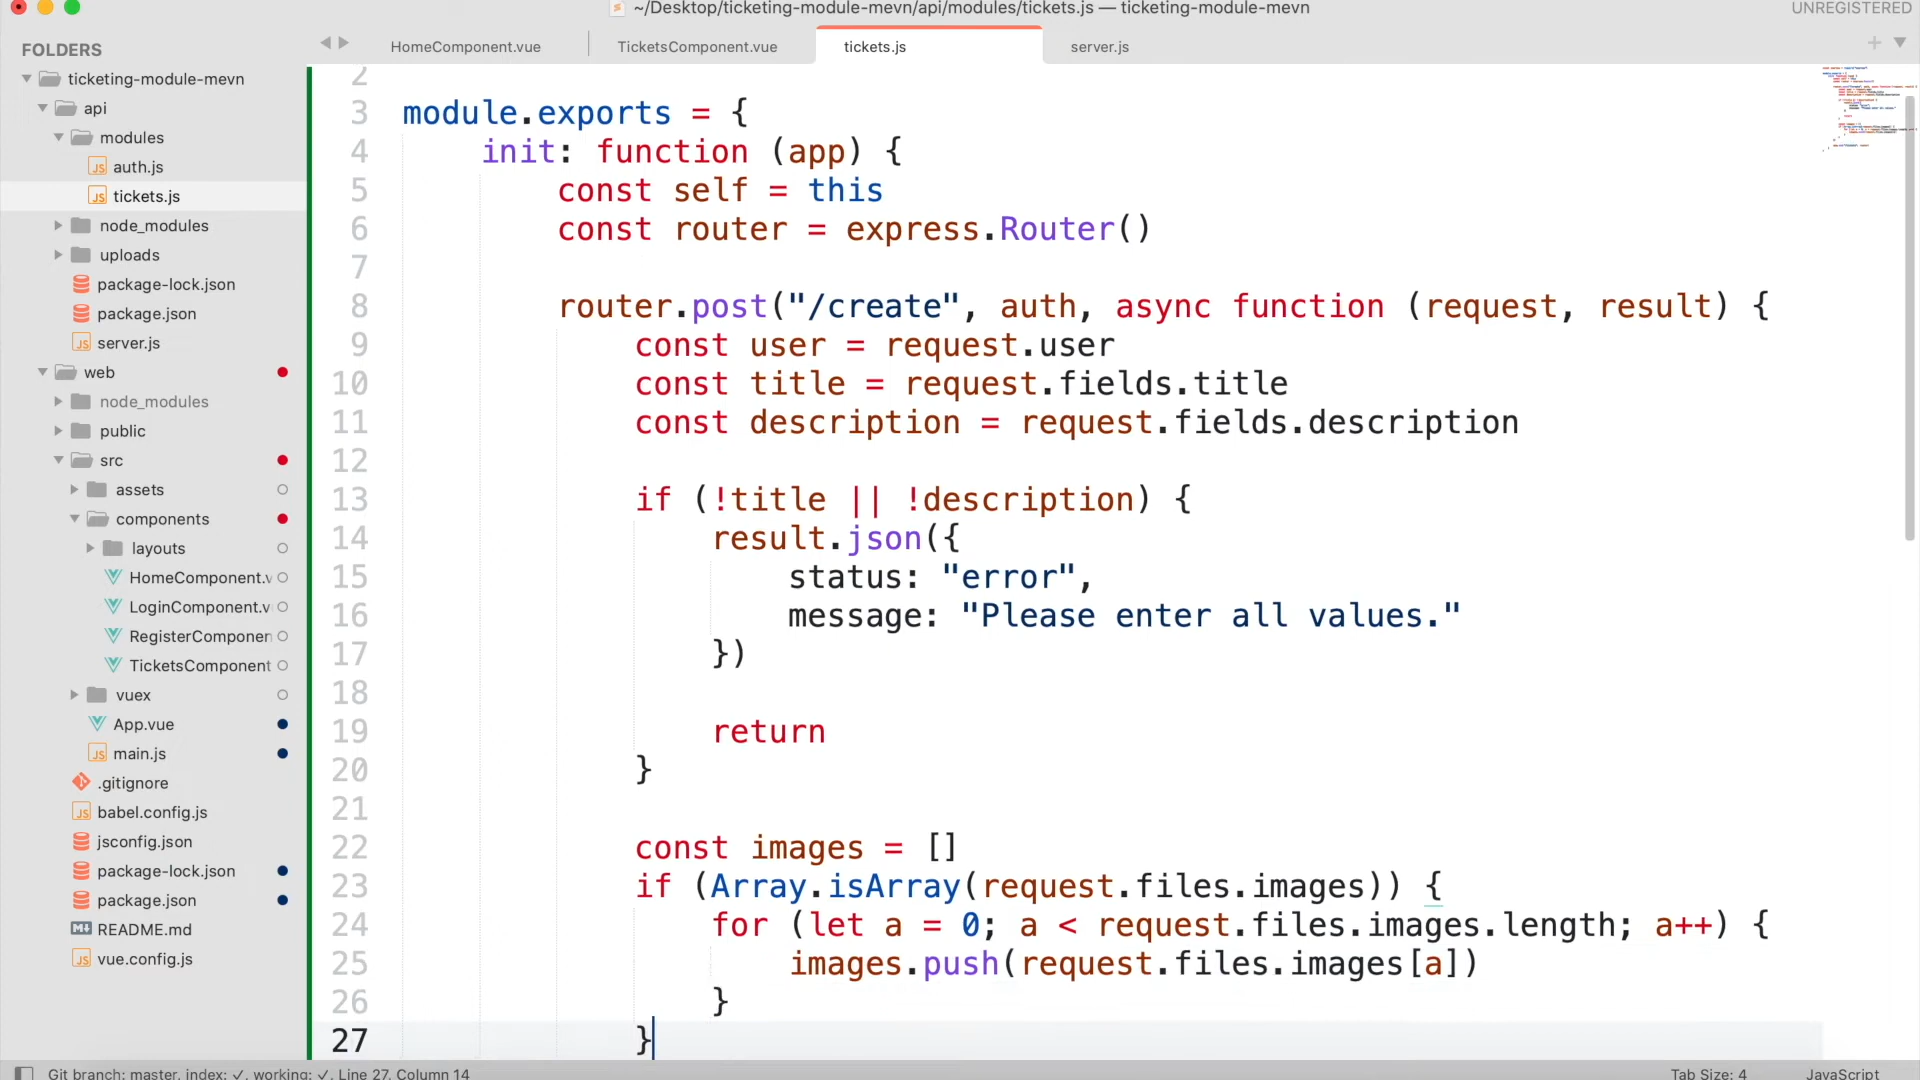 ~/Desktop/ticketing-module-mevn/api/modules/tickets.js — ticketing-module-mevn
UNREGISTERED
FOLDERS
ticketing-module-mevn
api
modules
auth.js
tickets.js
node_modules
uploads
package-lock.json
package.json
server.js
web
node_modules
public
src
assets
components
layouts
HomeComponent.v
LoginComponent.v
RegisterComponen
TicketsComponent
vuex
App.vue
main.js
.gitignore
babel.config.js
jsconfig.json
package-lock.json
package.json
README.md
vue.config.js
HomeComponent.vue
TicketsComponent.vue
tickets.js
server.js
2
3 module.exports = {
4 init: function (app) {
5 const self = this
6 const router = express.Router()
7
8 router.post("/create", auth, async function (request, result) {
9 const user = request.user
10 const title = request.fields.title
11 const description = request.fields.description
12
13 if (!title || !description) {
14 result.json({
15 status: "error",
16 message: "Please enter all values."
17 })
18
19 return
20 }
21
22 const images = []
23 if (Array.isArray(request.files.images)) {
24 for (let a = 0; a < request.files.images.length; a++) {
25 images.push(request.files.images[a])
26 }
27 }
Git branch: master, index: ✓, working: ✓, Line 27, Column 14
Tab Size: 4
JavaScript